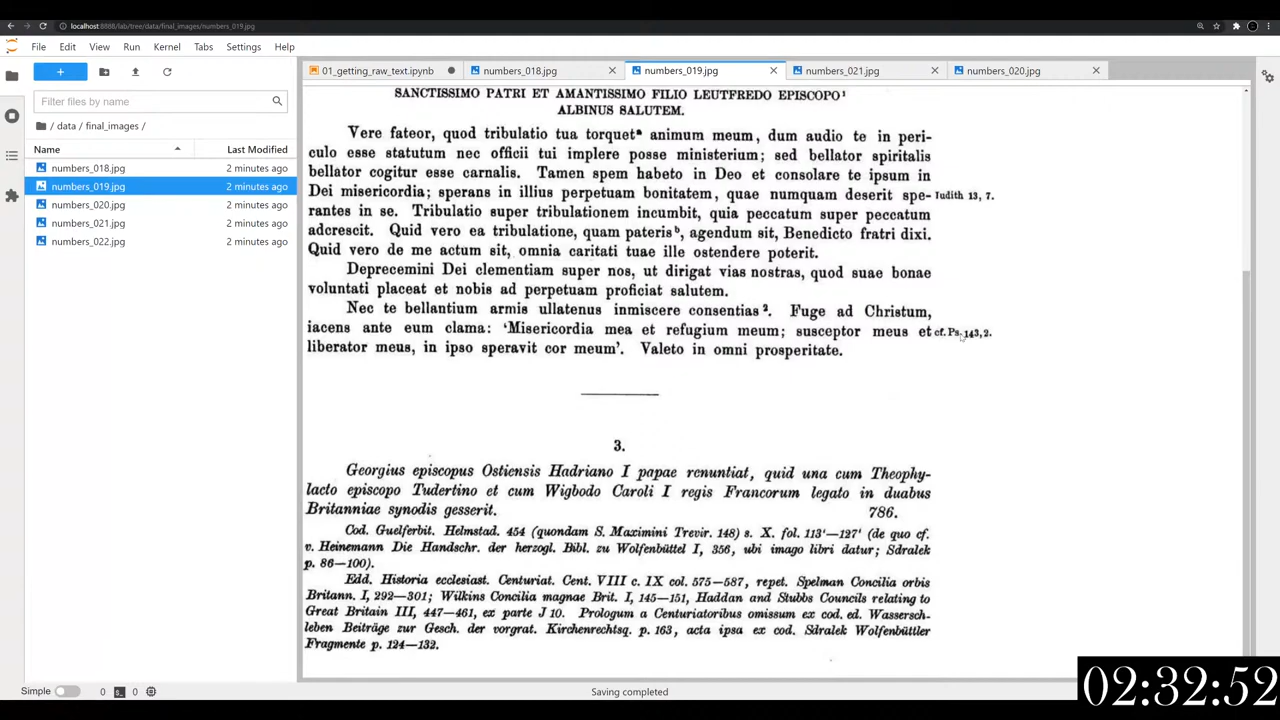 localhost:8888/lab/tree/data/final_images/numbers_019.jpg
File Edit View Run Kernel Tabs Settings Help
01_getting_raw_text.ipynb
numbers_018.jpg
numbers_019.jpg
numbers_021.jpg
numbers_020.jpg
Filter files by name
/ data / final_images /
Name Last Modified
numbers_018.jpg 2 minutes ago
numbers_019.jpg 2 minutes ago
numbers_020.jpg 2 minutes ago
numbers_021.jpg 2 minutes ago
numbers_022.jpg 2 minutes ago
SANCTISSIMO PATRI ET AMANTISSIMO FILIO LEUTFREDO EPISCOPO¹
ALBINUS SALUTEM.
Vere fateor, quod tribulatio tua torquetᵃ animum meum, dum audio te in peri-
culo esse statutum nec officii tui implere posse ministerium; sed bellator spiritalis
bellator cogitur esse carnalis. Tamen spem habeto in Deo et consolare te ipsum in
Dei misericordia; sperans in illius perpetuam bonitatem, quae numquam deserit spe- Iudith 13, 7.
rantes in se. Tribulatio super tribulationem incumbit, quia peccatum super peccatum
adcrescit. Quid vero ea tribulatione, quam paterisᵇ, agendum sit, Benedicto fratri dixi.
Quid vero de me actum sit, omnia caritati tuae ille ostendere poterit.
Deprecemini Dei clementiam super nos, ut dirigat vias nostras, quod suae bonae
voluntati placeat et nobis ad perpetuam proficiat salutem.
Nec te bellantium armis ullatenus inmiscere consentias². Fuge ad Christum,
iacens ante eum clama: ‘Misericordia mea et refugium meum; susceptor meus et cf. Ps. 143, 2.
liberator meus, in ipso speravit cor meum’. Valeto in omni prosperitate.
3.
Georgius episcopus Ostiensis Hadriano I papae renuntiat, quid una cum Theophy-
lacto episcopo Tudertino et cum Wigbodo Caroli I regis Francorum legato in duabus
Britanniae synodis gesserit. 786.
Cod. Guelferbit. Helmstad. 454 (quondam S. Maximini Trevir. 148) s. X. fol. 113'—127' (de quo cf.
v. Heinemann Die Handschr. der herzogl. Bibl. zu Wolfenbüttel I, 356, ubi imago libri datur; Sdralek
p. 86—100).
Edd. Historia ecclesiast. Centuriat. Cent. VIII c. IX col. 575—587, repet. Spelman Concilia orbis
Britann. I, 292—301; Wilkins Concilia magnae Brit. I, 145—151, Haddan and Stubbs Councils relating to
Great Britain III, 447—461, ex parte J 10. Prologum a Centuriatoribus omissum ex cod. ed. Wassersch-
leben Beiträge zur Gesch. der vorgrat. Kirchenrechtsq. p. 163, acta ipsa ex cod. Sdralek Wolfenbüttler
Fragmente p. 124—132.
Simple 0 0 Saving completed
02:32:52